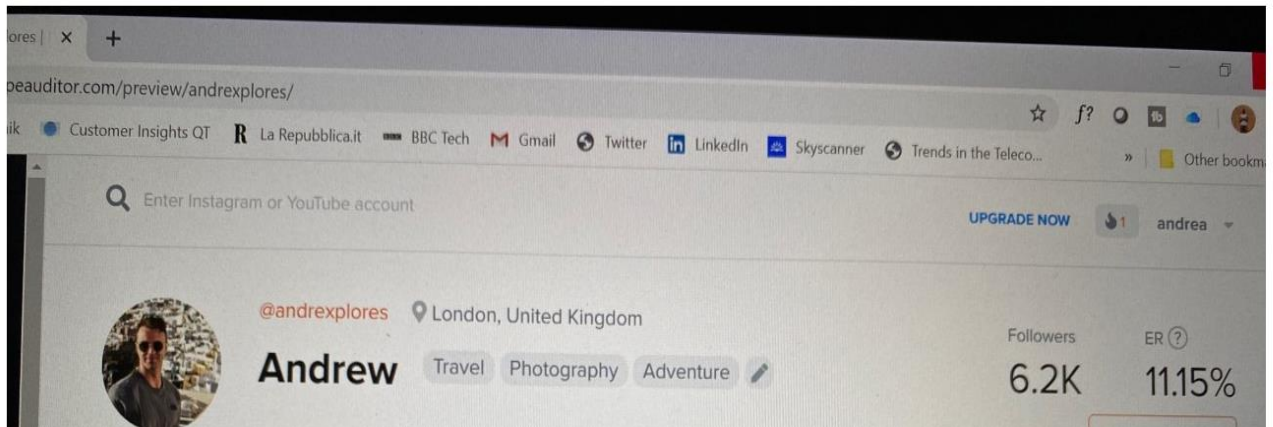 ores | × +
peauditor.com/preview/andrexplores/
f?
ik Customer Insights QT R La Repubblica.it BBC Tech M Gmail Twitter in LinkedIn Skyscanner Trends in the Teleco... » Other bookm
Enter Instagram or YouTube account
UPGRADE NOW 1 andrea
@andrexplores London, United Kingdom
Followers ER ?
Andrew Travel Photography Adventure
6.2K 11.15%